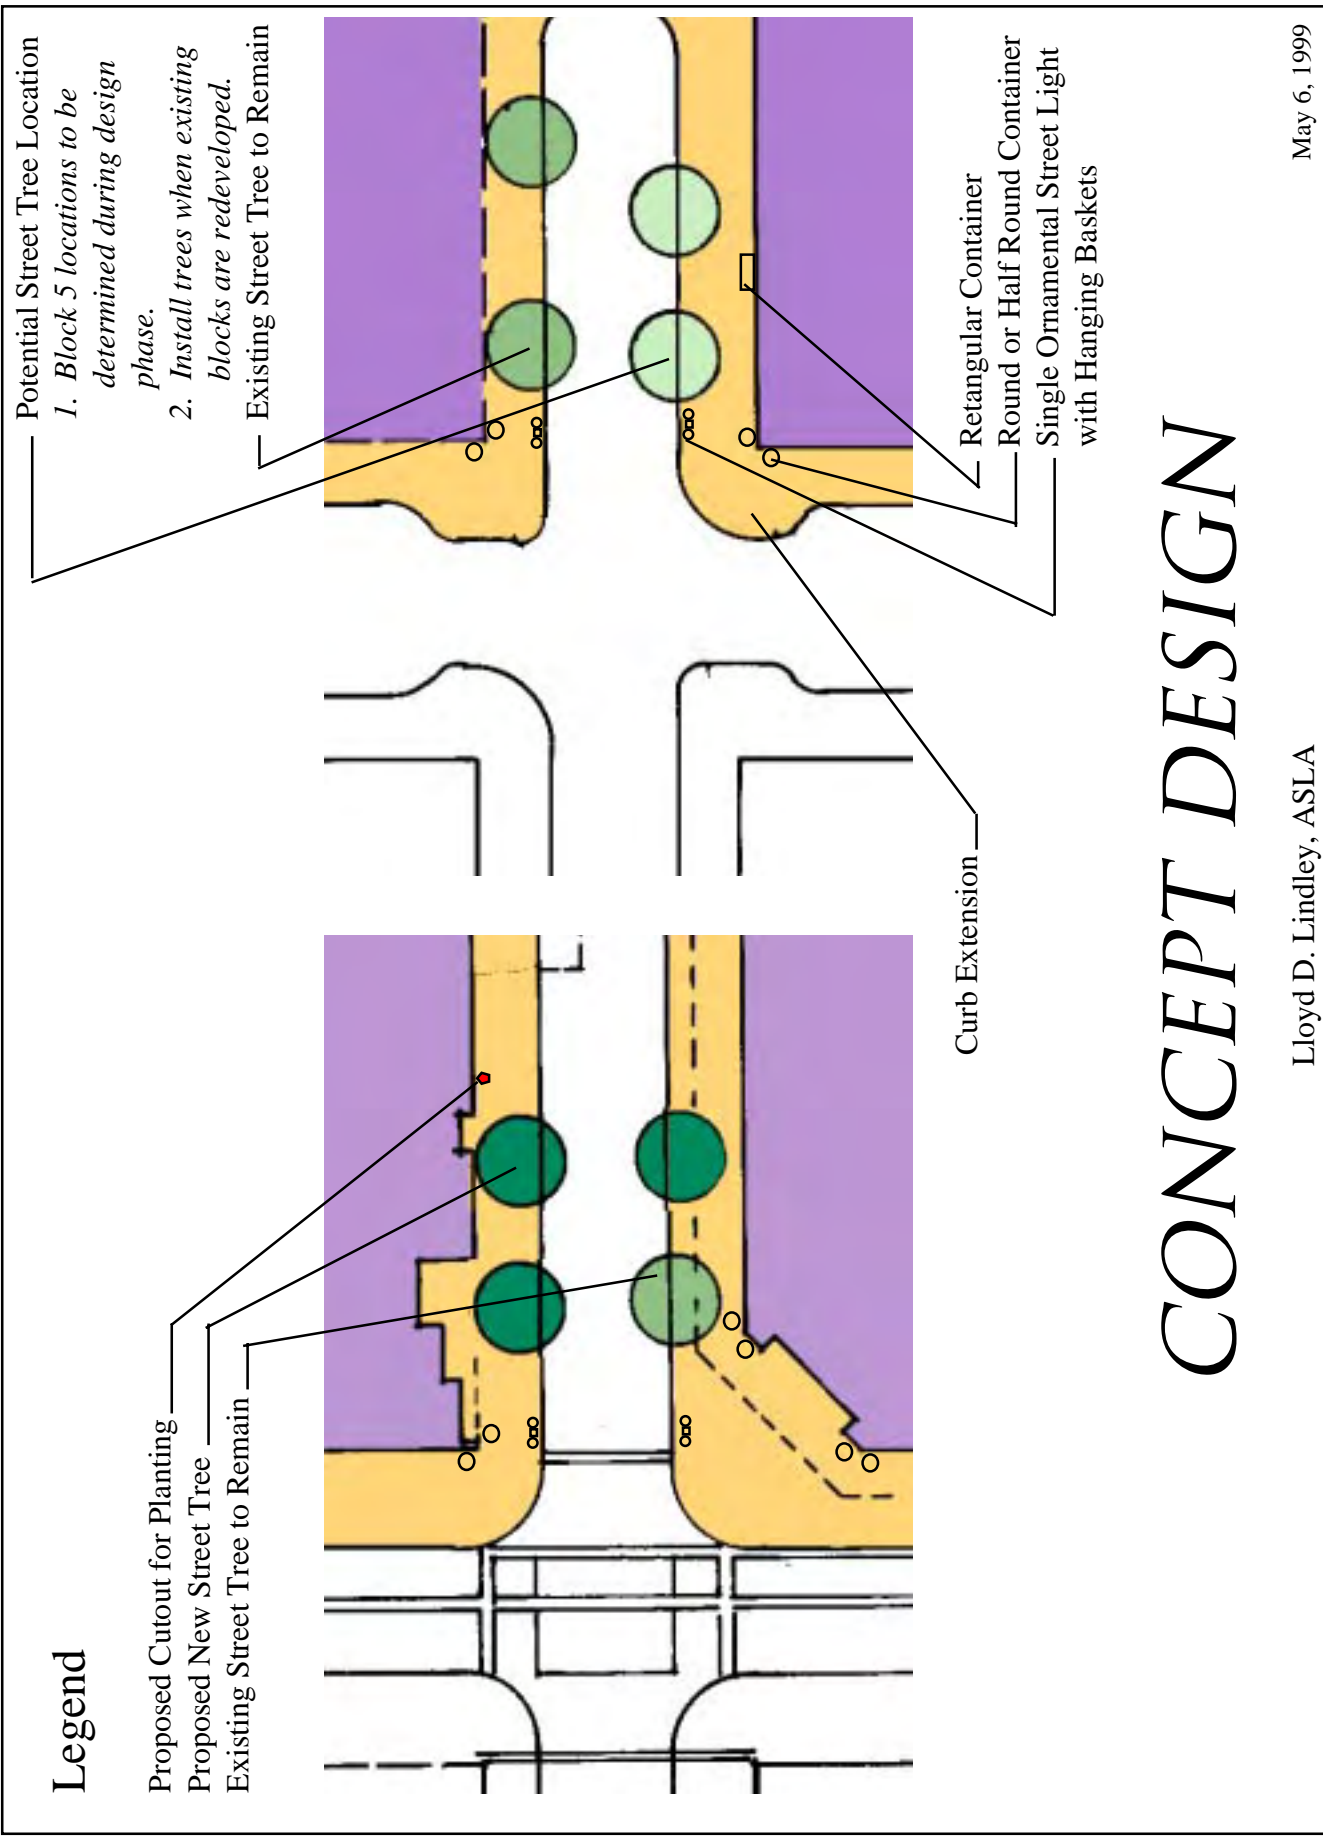 Legend
Proposed Cutout for Planting
Proposed New Street Tree
Existing Street Tree to Remain
Potential Street Tree Location
1. Block 5 locations to be
determined during design
phase.
2. Install trees when existing
blocks are redeveloped.
Existing Street Tree to Remain
Curb Extension
Retangular Container
Round or Half Round Container
Single Ornamental Street Light
with Hanging Baskets
CONCEPT DESIGN
Lloyd D. Lindley, ASLA
May 6, 1999